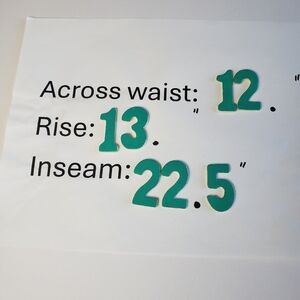 Across waist: 12."
Rise: 13."
Inseam: 22.5"